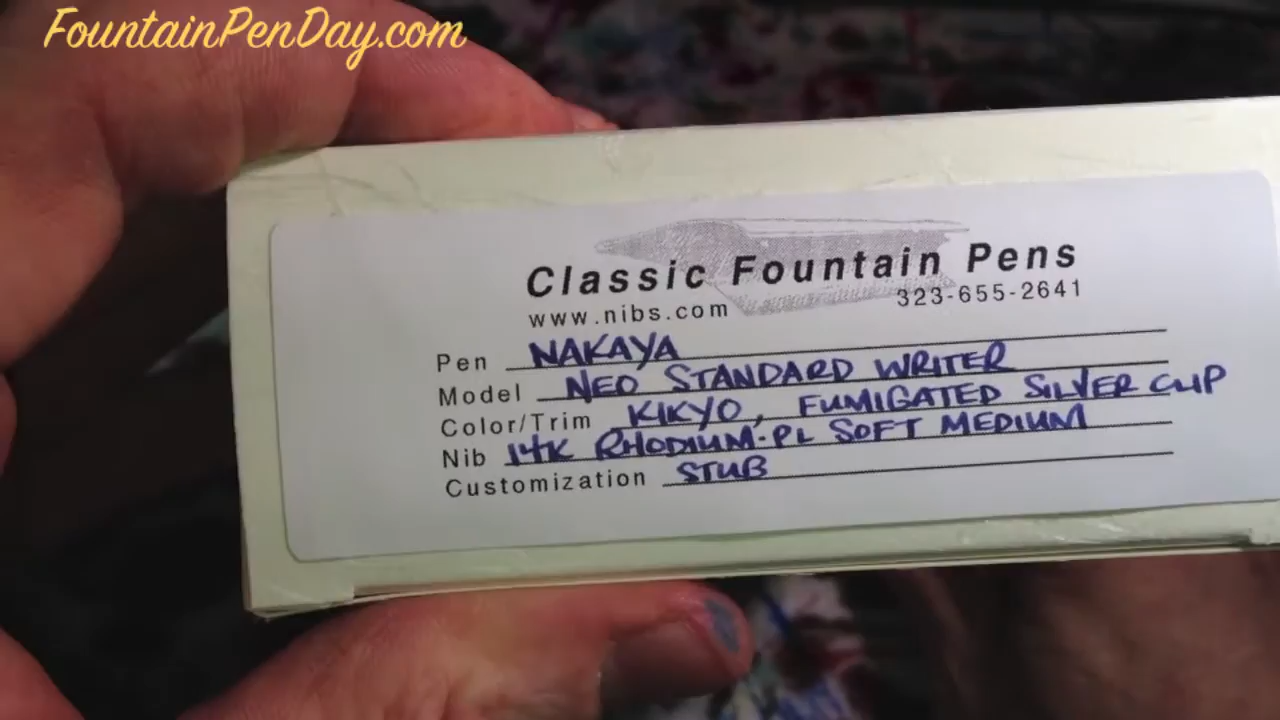 FountainPenDay.com
Classic Fountain Pens
www.nibs.com 323-655-2641
Pen NAKAYA
Model NEO STANDARD WRITER
Color/Trim KIKYO, FUMIGATED SILVER CLIP
Nib 14K RHODIUM-PL SOFT MEDIUM
Customization STUB